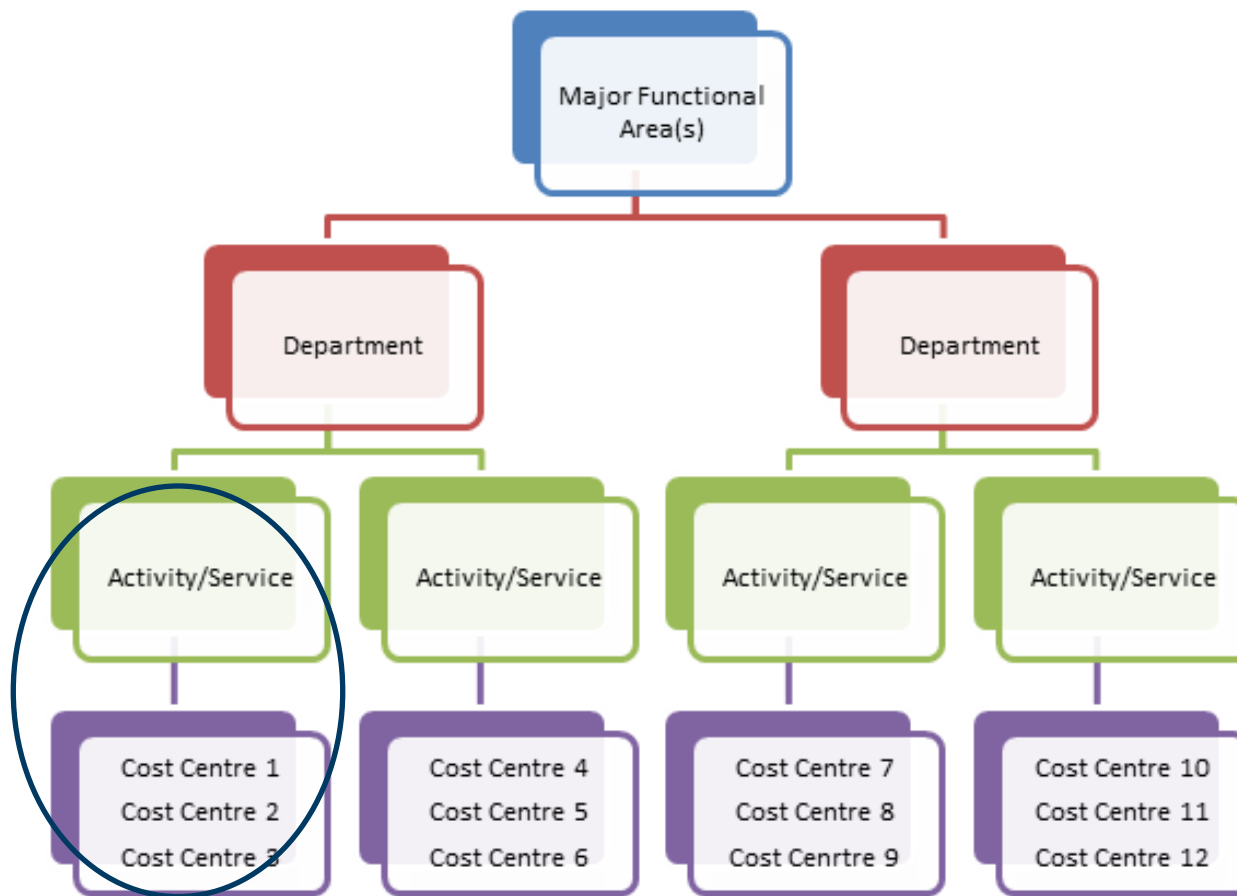 Major Functional
Area(s)
Department
Department
Activity/Service
Activity/Service
Activity/Service
Activity/Service
Cost Centre 1
Cost Centre 2
Cost Centre 3
Cost Centre 4
Cost Centre 5
Cost Centre 6
Cost Centre 7
Cost Centre 8
Cost Cenrtre 9
Cost Centre 10
Cost Centre 11
Cost Centre 12